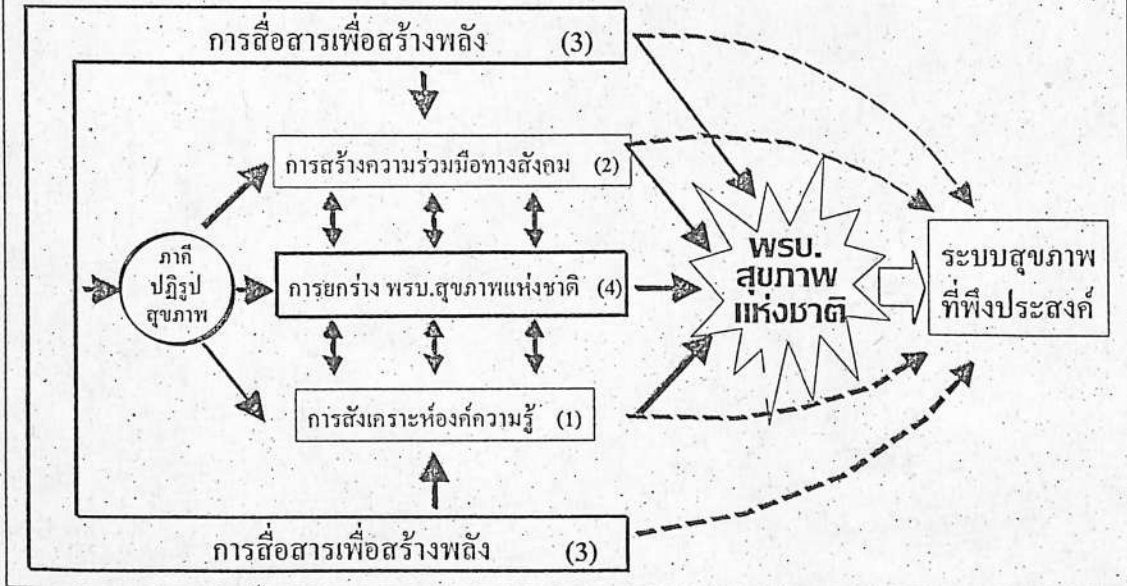 การสื่อสารเพื่อสร้างพลัง (3)
การสร้างความร่วมมือทางสังคม (2)
ภาคี
ปฏิรูป
สุขภาพ
การยกร่าง พรบ.สุขภาพแห่งชาติ (4)
พรบ.
สุขภาพ
แห่งชาติ
ระบบสุขภาพ
ที่พึงประสงค์
การสังเคราะห์องค์ความรู้ (1)
การสื่อสารเพื่อสร้างพลัง (3)